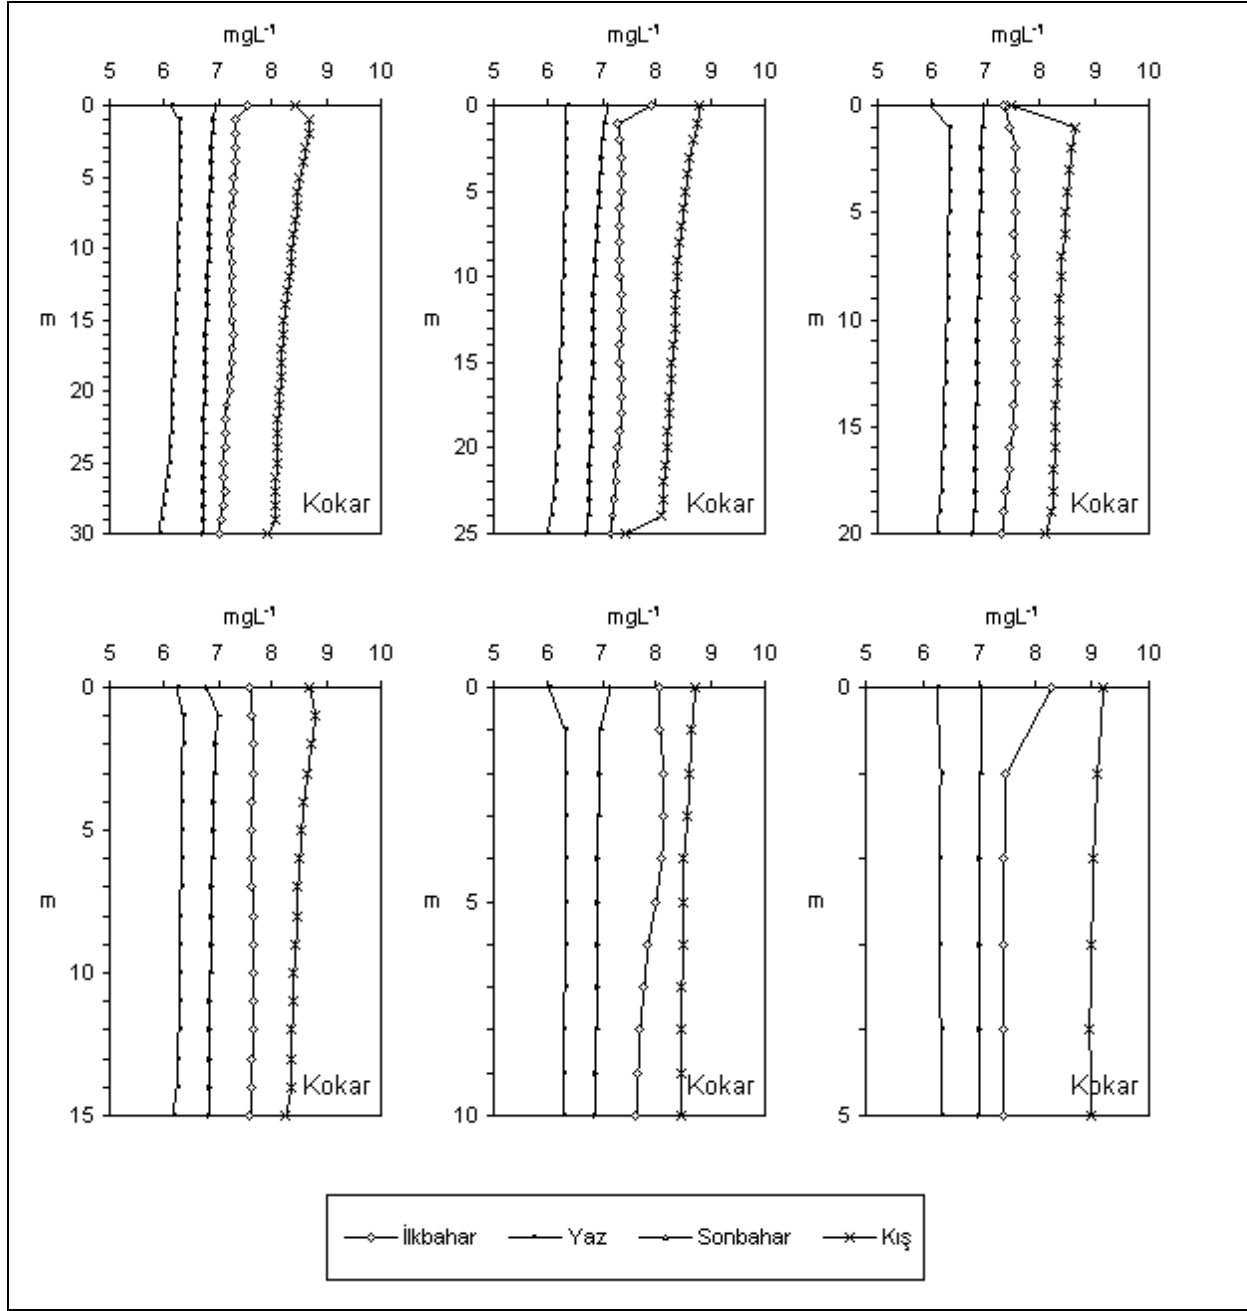 mgL⁻¹ mgL⁻¹ mgL⁻¹
5 6 7 8 9 10 5 6 7 8 9 10 5 6 7 8 9 10
0 0 0
5 5 5
10 10
m 15 m 15 m 10
20 20 15
25
30 Kokar 25 Kokar 20 Kokar
mgL⁻¹ mgL⁻¹ mgL⁻¹
5 6 7 8 9 10 5 6 7 8 9 10 5 6 7 8 9 10
0 0 0
5
m m 5 m
10
Kokar Kokar Kokar
15 10 5
İlkbahar Yaz Sonbahar Kış